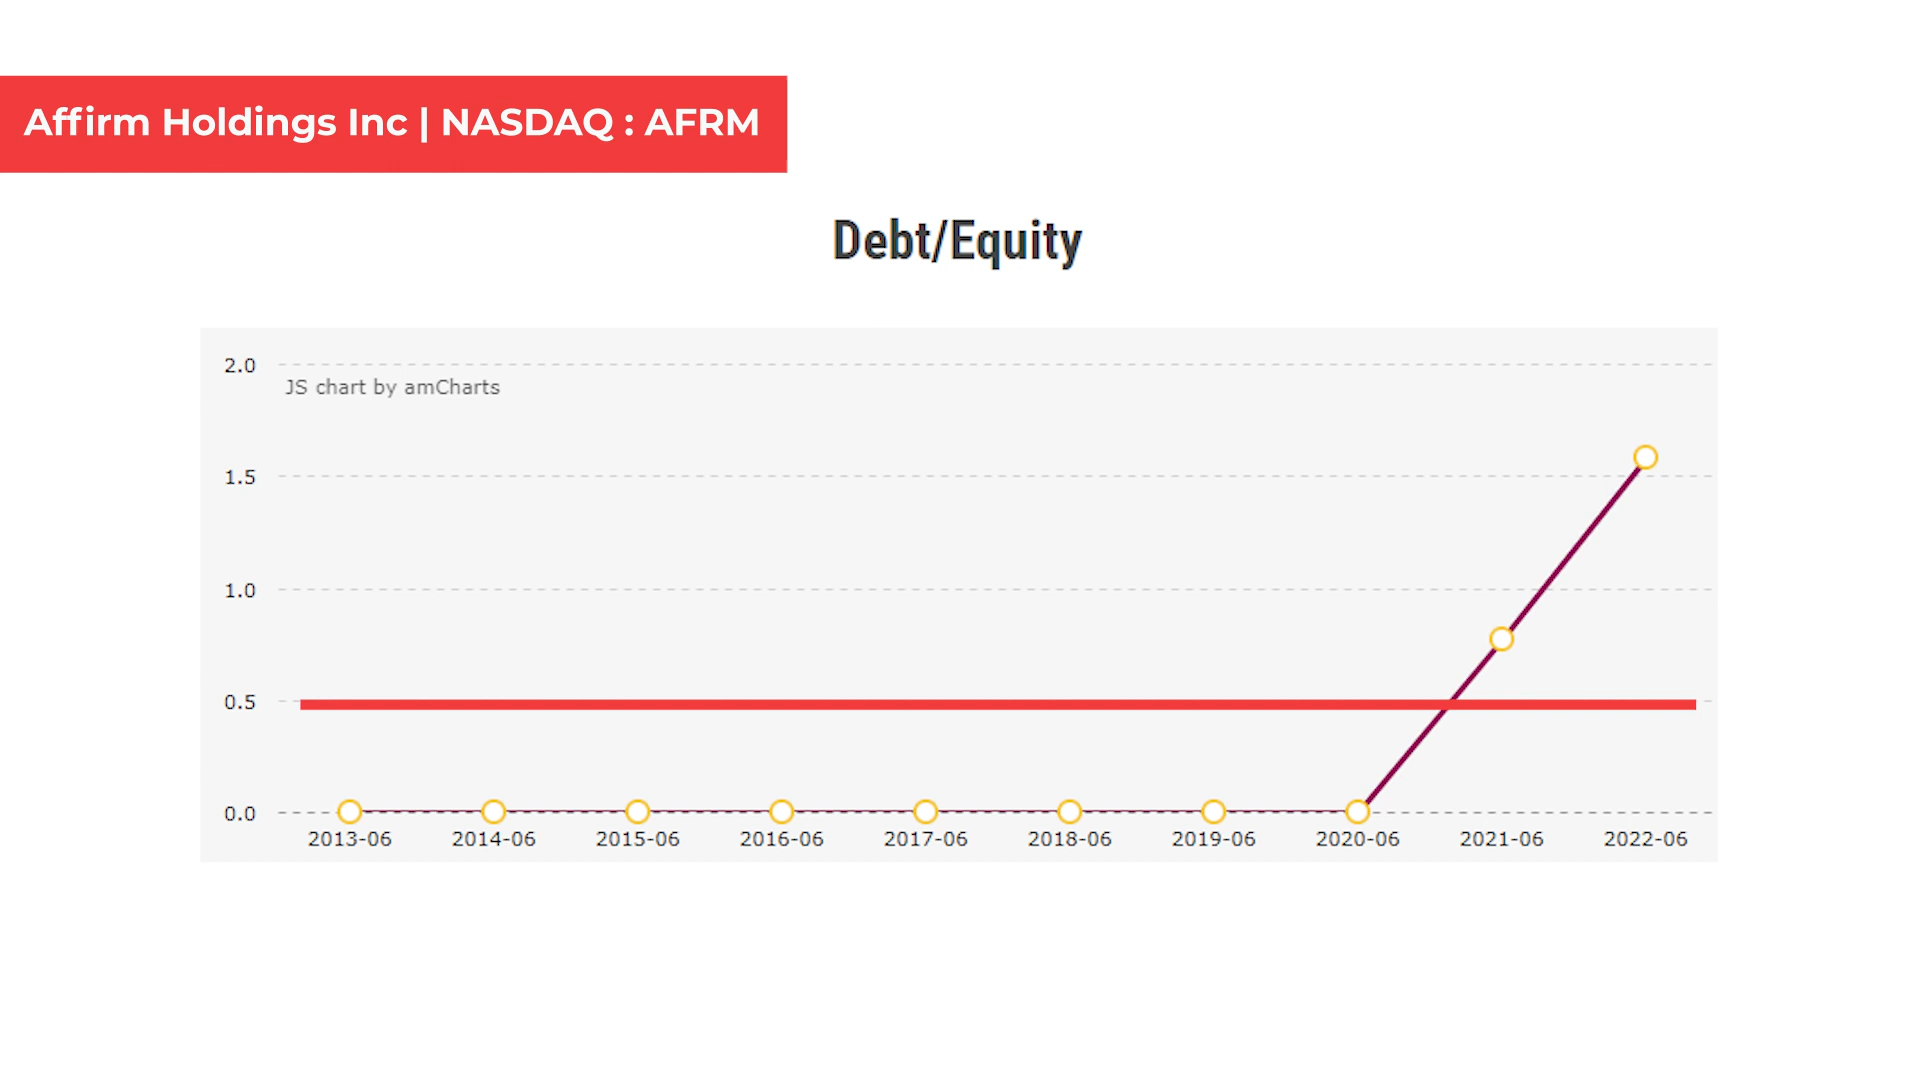 Affirm Holdings Inc | NASDAQ : AFRM
Debt/Equity
2.0
JS chart by amCharts
1.5
1.0
0.5
0.0
2013-06 2014-06 2015-06 2016-06 2017-06 2018-06 2019-06 2020-06 2021-06 2022-06